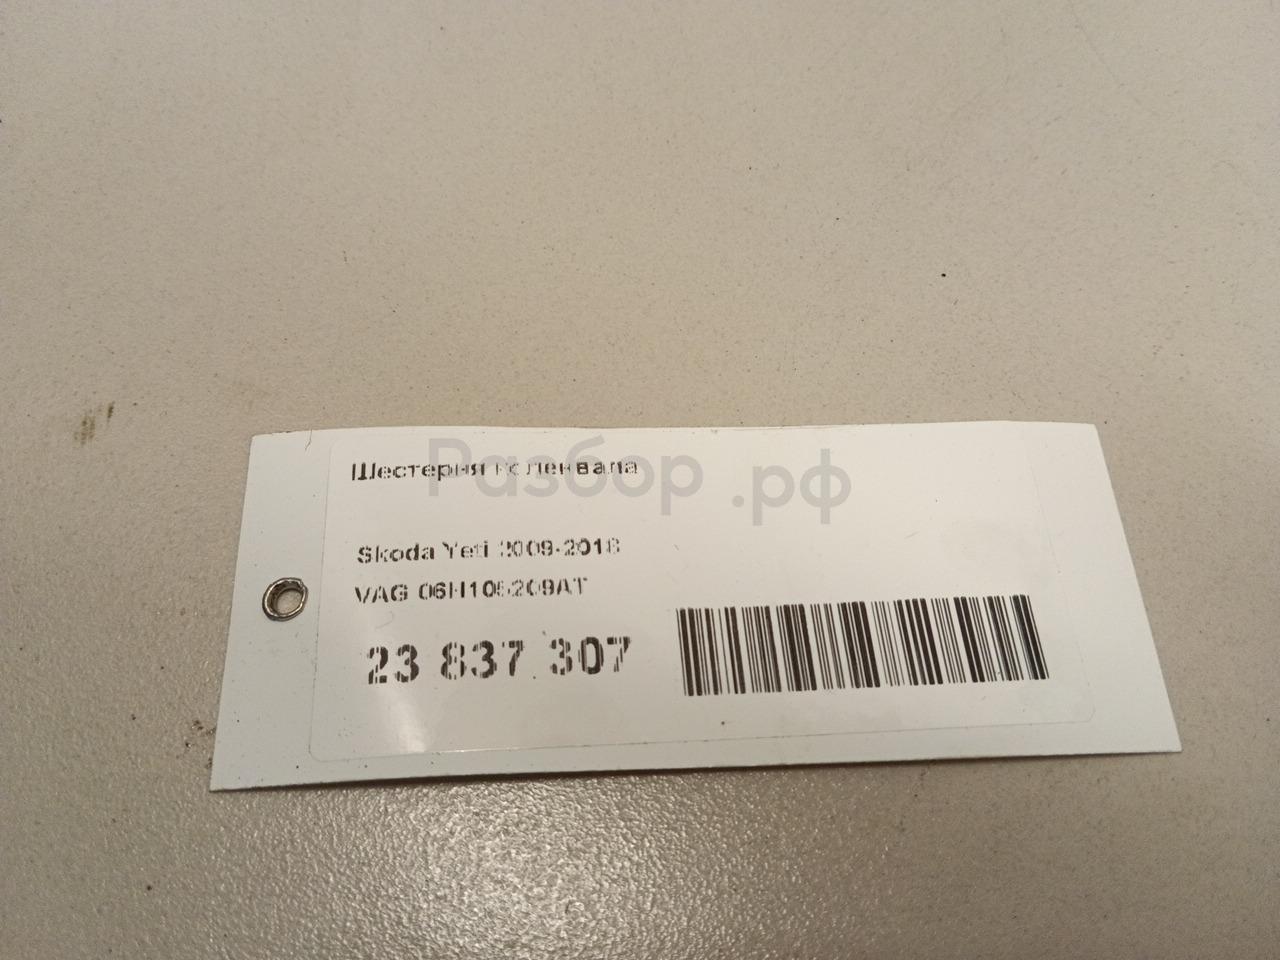 Шестерня коленвала
Разбор.рф
Skoda Yeti 2009-2018
VAG 06H105209AT
23 837 307